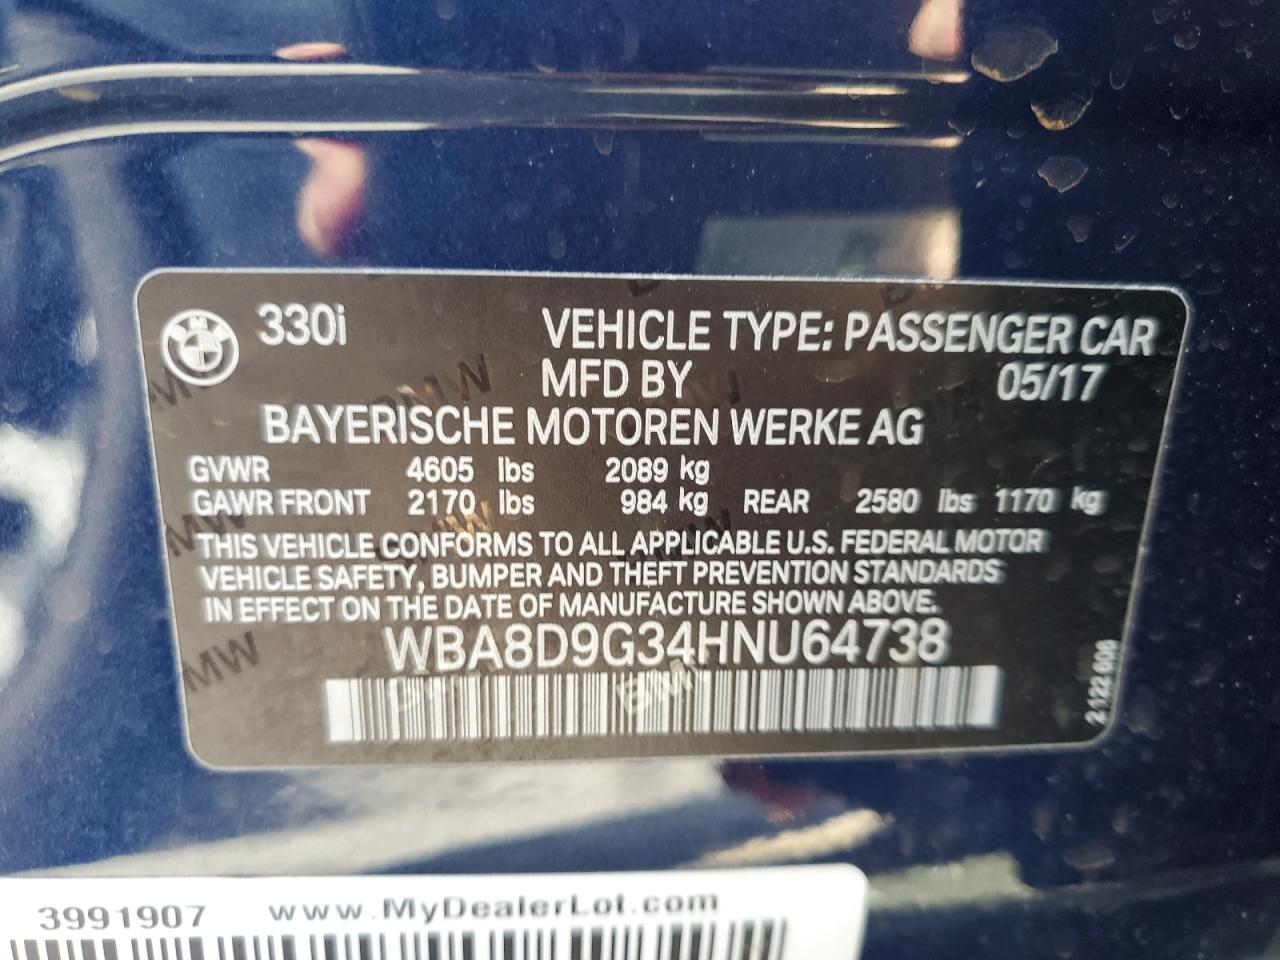 330i VEHICLE TYPE: PASSENGER CAR
MFD BY 05/17
BAYERISCHE MOTOREN WERKE AG
GVWR 4605 lbs 2089 kg
GAWR FRONT 2170 lbs 984 kg REAR 2580 lbs 1170 kg
THIS VEHICLE CONFORMS TO ALL APPLICABLE U.S. FEDERAL MOTOR
VEHICLE SAFETY, BUMPER AND THEFT PREVENTION STANDARDS
IN EFFECT ON THE DATE OF MANUFACTURE SHOWN ABOVE.
WBA8D9G34HNU64738
2 122 608
3991907 www.MyDealerLot.com